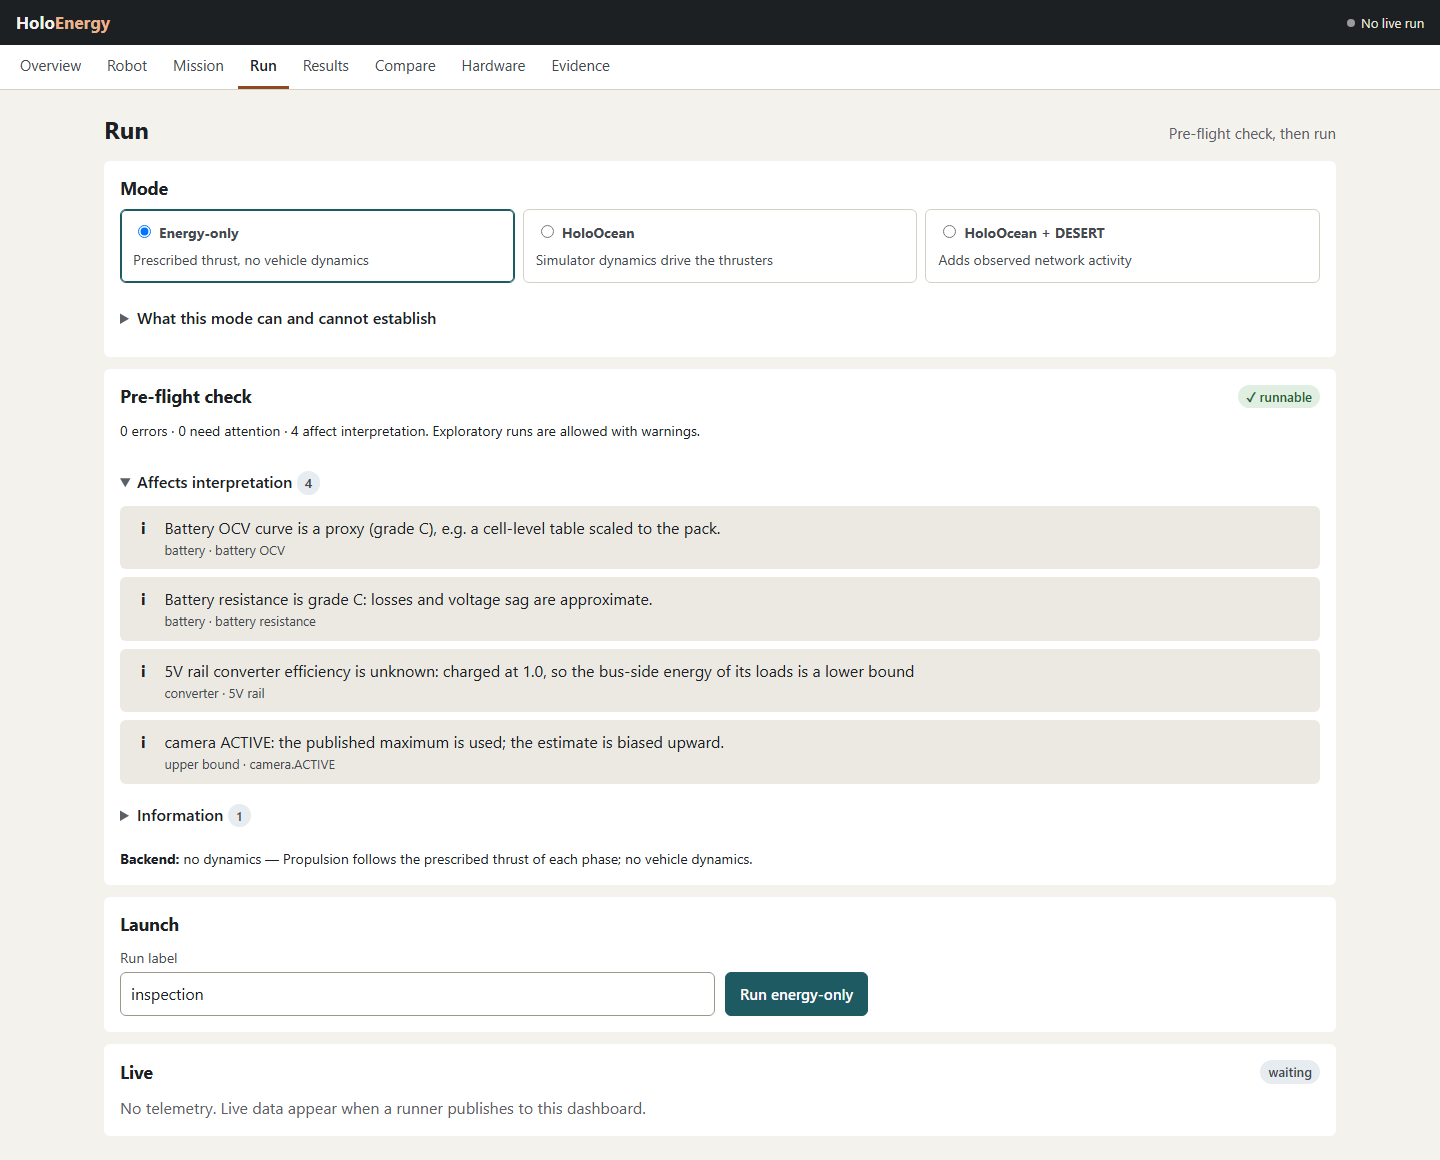 HoloEnergy
No live run
Overview Robot Mission Run Results Compare Hardware Evidence
Run
Pre-flight check, then run
Mode
Energy-only
Prescribed thrust, no vehicle dynamics
HoloOcean
Simulator dynamics drive the thrusters
HoloOcean + DESERT
Adds observed network activity
What this mode can and cannot establish
Pre-flight check
✓ runnable
0 errors · 0 need attention · 4 affect interpretation. Exploratory runs are allowed with warnings.
Affects interpretation 4
i Battery OCV curve is a proxy (grade C), e.g. a cell-level table scaled to the pack.
battery · battery OCV
i Battery resistance is grade C: losses and voltage sag are approximate.
battery · battery resistance
i 5V rail converter efficiency is unknown: charged at 1.0, so the bus-side energy of its loads is a lower bound
converter · 5V rail
i camera ACTIVE: the published maximum is used; the estimate is biased upward.
upper bound · camera.ACTIVE
Information 1
Backend: no dynamics — Propulsion follows the prescribed thrust of each phase; no vehicle dynamics.
Launch
Run label
inspection
Run energy-only
Live
waiting
No telemetry. Live data appear when a runner publishes to this dashboard.